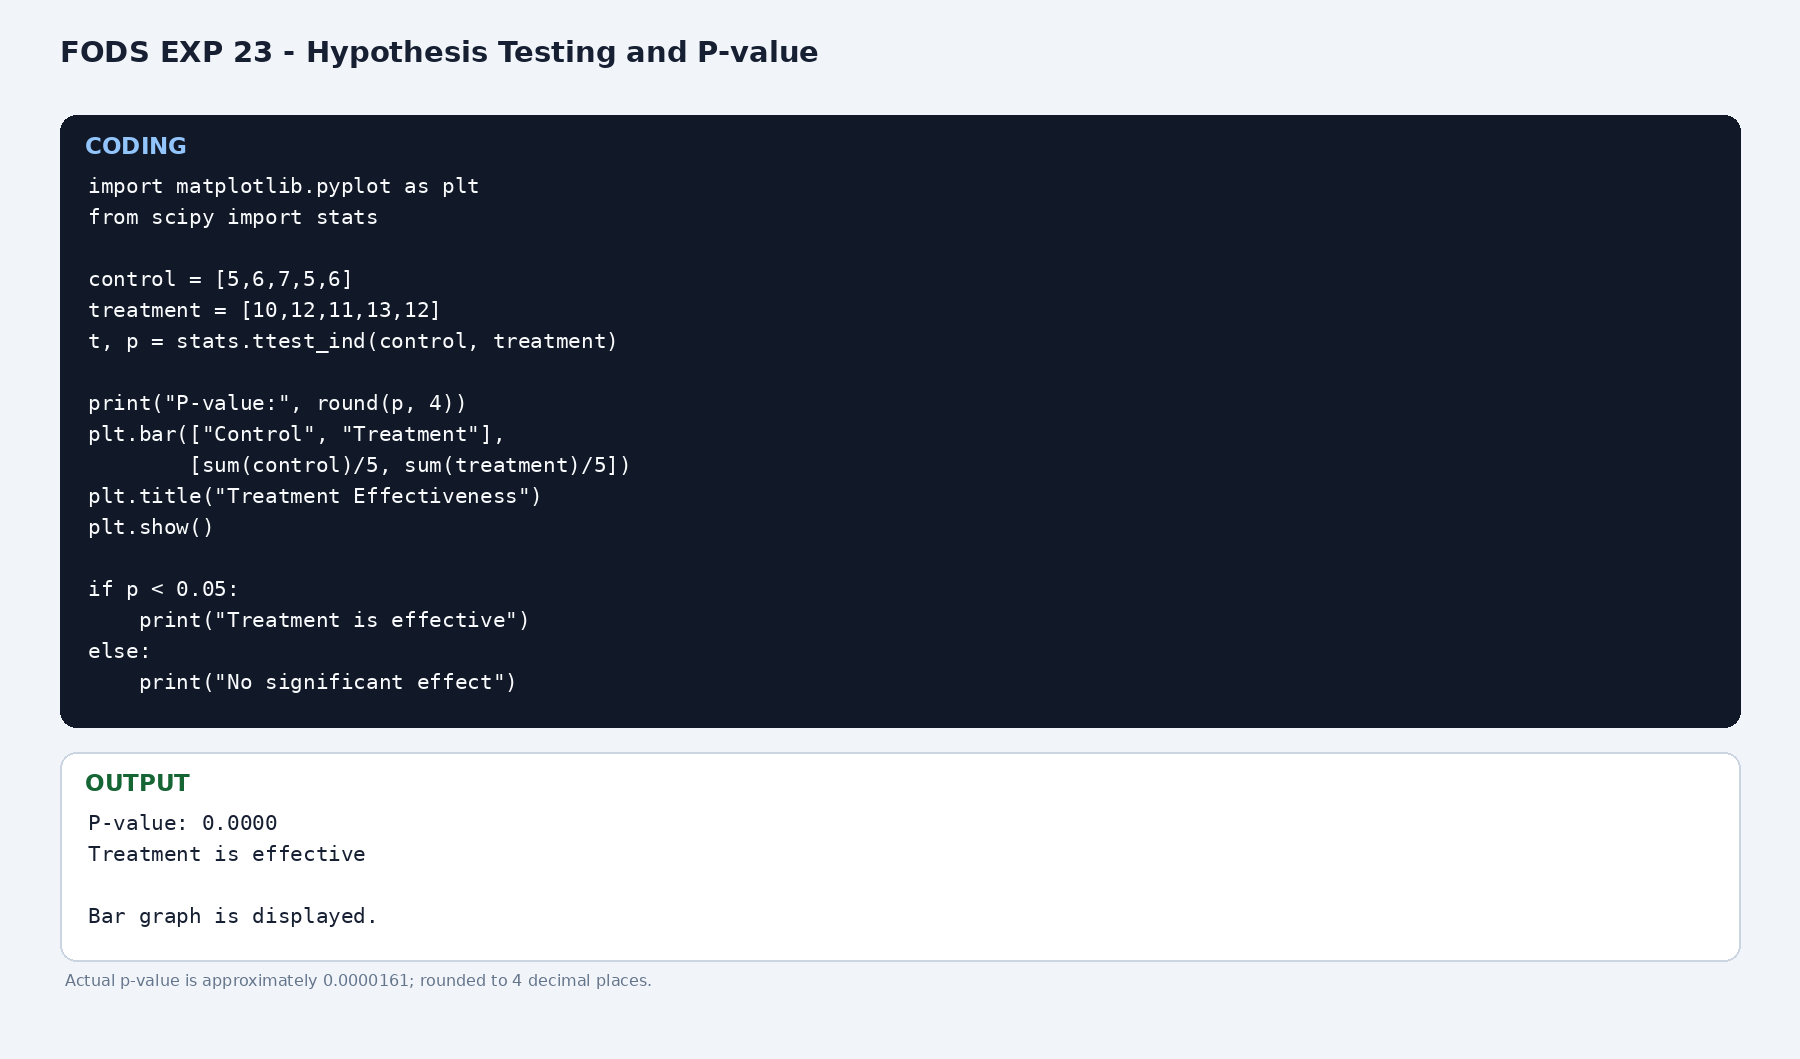 FODS EXP 23 - Hypothesis Testing and P-value
CODING
import matplotlib.pyplot as plt
from scipy import stats
control = [5,6,7,5,6]
treatment = [10,12,11,13,12]
t, p = stats.ttest_ind(control, treatment)
print("P-value:", round(p, 4))
plt.bar(["Control", "Treatment"],
        [sum(control)/5, sum(treatment)/5])
plt.title("Treatment Effectiveness")
plt.show()
if p < 0.05:
    print("Treatment is effective")
else:
    print("No significant effect")
OUTPUT
P-value: 0.0000
Treatment is effective
Bar graph is displayed.
Actual p-value is approximately 0.0000161; rounded to 4 decimal places.